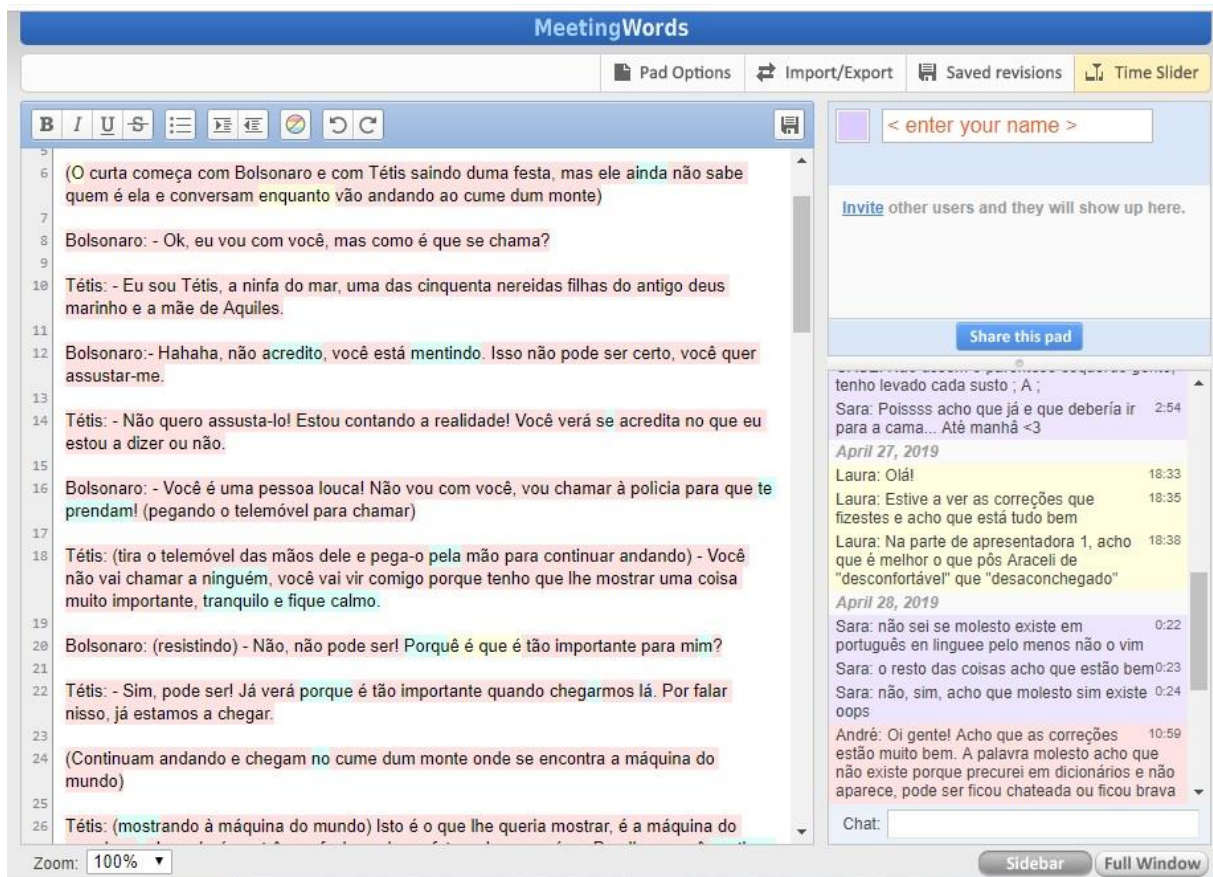 MeetingWords
Pad Options
Import/Export
Saved revisions
Time Slider
B I U S
< enter your name >
Invite other users and they will show up here.
Share this pad
5
6 (O curta começa com Bolsonaro e com Tétis saindo duma festa, mas ele ainda não sabe
quem é ela e conversam enquanto vão andando ao cume dum monte)
7
8 Bolsonaro: - Ok, eu vou com você, mas como é que se chama?
9
10 Tétis: - Eu sou Tétis, a ninfa do mar, uma das cinquenta nereidas filhas do antigo deus
marinho e a mãe de Aquiles.
11
12 Bolsonaro:- Hahaha, não acredito, você está mentindo. Isso não pode ser certo, você quer
assustar-me.
13
14 Tétis: - Não quero assusta-lo! Estou contando a realidade! Você verá se acredita no que eu
estou a dizer ou não.
15
16 Bolsonaro: - Você é uma pessoa louca! Não vou com você, vou chamar à policia para que te
prendam! (pegando o telemóvel para chamar)
17
18 Tétis: (tira o telemóvel das mãos dele e pega-o pela mão para continuar andando) - Você
não vai chamar a ninguém, você vai vir comigo porque tenho que lhe mostrar uma coisa
muito importante, tranquilo e fique calmo.
19
20 Bolsonaro: (resistindo) - Não, não pode ser! Porquê é que é tão importante para mim?
21
22 Tétis: - Sim, pode ser! Já verá porque é tão importante quando chegarmos lá. Por falar
nisso, já estamos a chegar.
23
24 (Continuam andando e chegam no cume dum monte onde se encontra a máquina do
mundo)
25
26 Tétis: (mostrando à máquina do mundo) Isto é o que lhe queria mostrar, é a máquina do
tenho levado cada susto ; A ;
Sara: Poissss acho que já e que debería ir 2:54
para a cama... Até manhã <3
April 27, 2019
Laura: Olá! 18:33
Laura: Estive a ver as correções que 18:35
fizestes e acho que está tudo bem
Laura: Na parte de apresentadora 1, acho 18:38
que é melhor o que pôs Araceli de
"desconfortável" que "desaconchegado"
April 28, 2019
Sara: não sei se molesto existe em 0:22
português en linguee pelo menos não o vim
Sara: o resto das coisas acho que estão bem 0:23
Sara: não, sim, acho que molesto sim existe 0:24
oops
André: Oi gente! Acho que as correções 10:59
estão muito bem. A palavra molesto acho que
não existe porque precurei em dicionários e não
aparece, pode ser ficou chateada ou ficou brava
Chat:
Zoom: 100%
Sidebar
Full Window